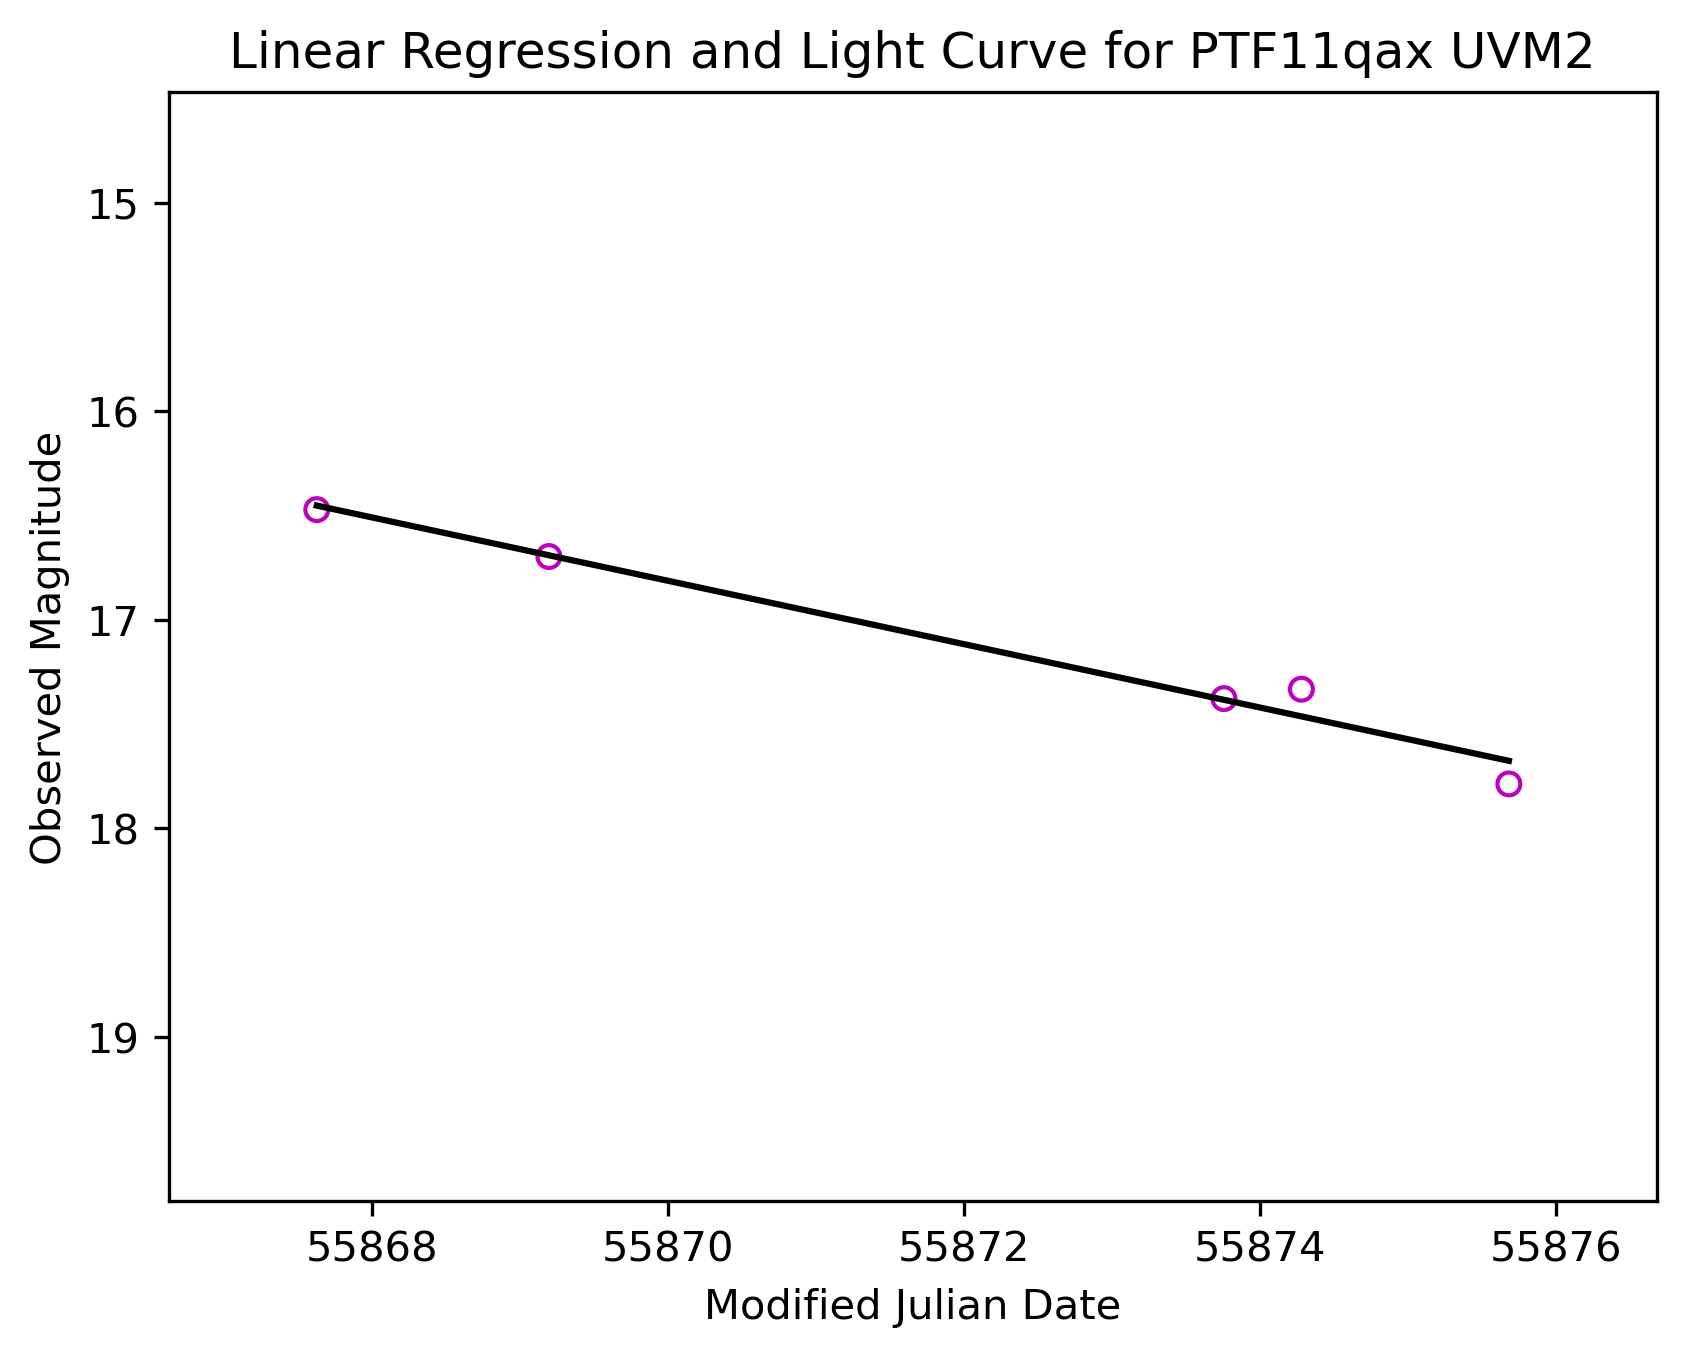 Linear Regression and Light Curve for PTF11qax UVM2
Observed Magnitude
15
16
17
18
19
55868 55870 55872 55874 55876
Modified Julian Date